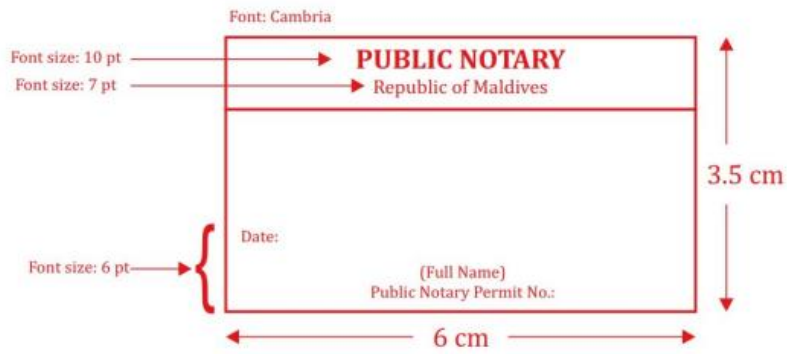 Font: Cambria
Font size: 10 pt
PUBLIC NOTARY
Font size: 7 pt
Republic of Maldives
3.5 cm
Date:
Font size: 6 pt
(Full Name)
Public Notary Permit No.:
6 cm